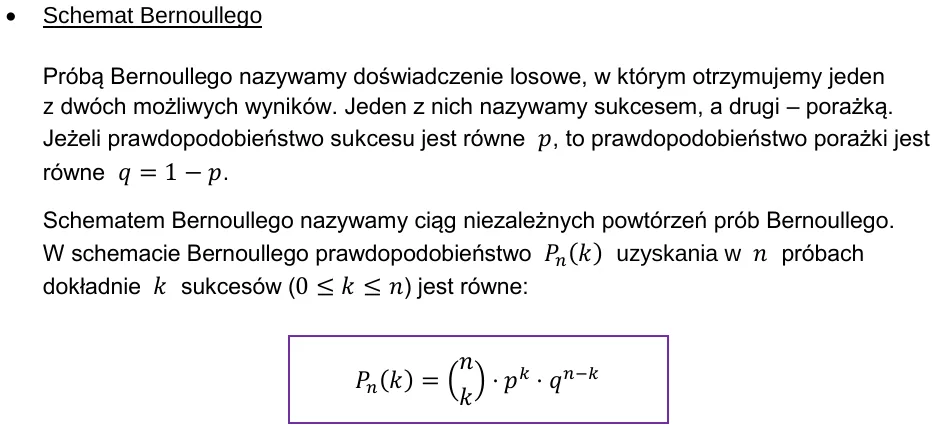 • Schemat Bernoullego
Próbą Bernoullego nazywamy doświadczenie losowe, w którym otrzymujemy jeden
z dwóch możliwych wyników. Jeden z nich nazywamy sukcesem, a drugi – porażką.
Jeżeli prawdopodobieństwo sukcesu jest równe p, to prawdopodobieństwo porażki jest
równe q = 1 − p.
Schematem Bernoullego nazywamy ciąg niezależnych powtórzeń prób Bernoullego.
W schemacie Bernoullego prawdopodobieństwo Pₙ(k) uzyskania w n próbach
dokładnie k sukcesów (0 ≤ k ≤ n) jest równe:
Pₙ(k) = (n k) · pᵏ · qⁿ⁻ᵏ